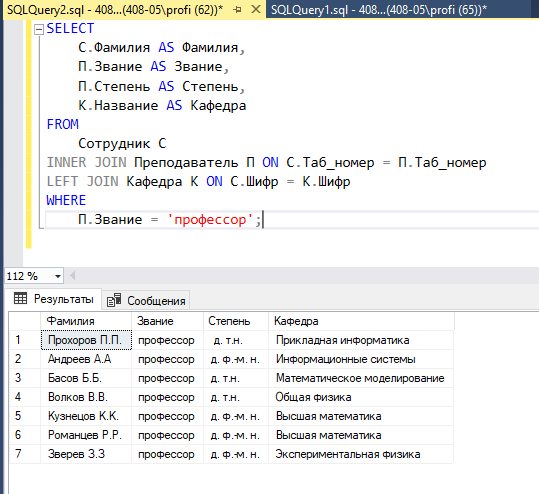 SQLQuery2.sql - 408...(408-05\profi (62))* SQLQuery1.sql - 408...(408-05\profi (65))*
SELECT
С.Фамилия AS Фамилия,
П.Звание AS Звание,
П.Степень AS Степень,
К.Название AS Кафедра
FROM
Сотрудник С
INNER JOIN Преподаватель П ON С.Таб_номер = П.Таб_номер
LEFT JOIN Кафедра К ON С.Шифр = К.Шифр
WHERE
П.Звание = 'профессор';
112 %
Результаты Сообщения
Фамилия Звание Степень Кафедра
1 Прохоров П.П. профессор д. т.н. Прикладная информатика
2 Андреев А.А профессор д. ф.-м. н. Информационные системы
3 Басов Б.Б. профессор д. т.н. Математическое моделирование
4 Волков В.В. профессор д. т.н. Общая физика
5 Кузнецов К.К. профессор д. ф.-м. н. Высшая математика
6 Романцев Р.Р. профессор д. ф.-м. н. Высшая математика
7 Зверев З.З профессор д. ф.-м. н. Экспериментальная физика